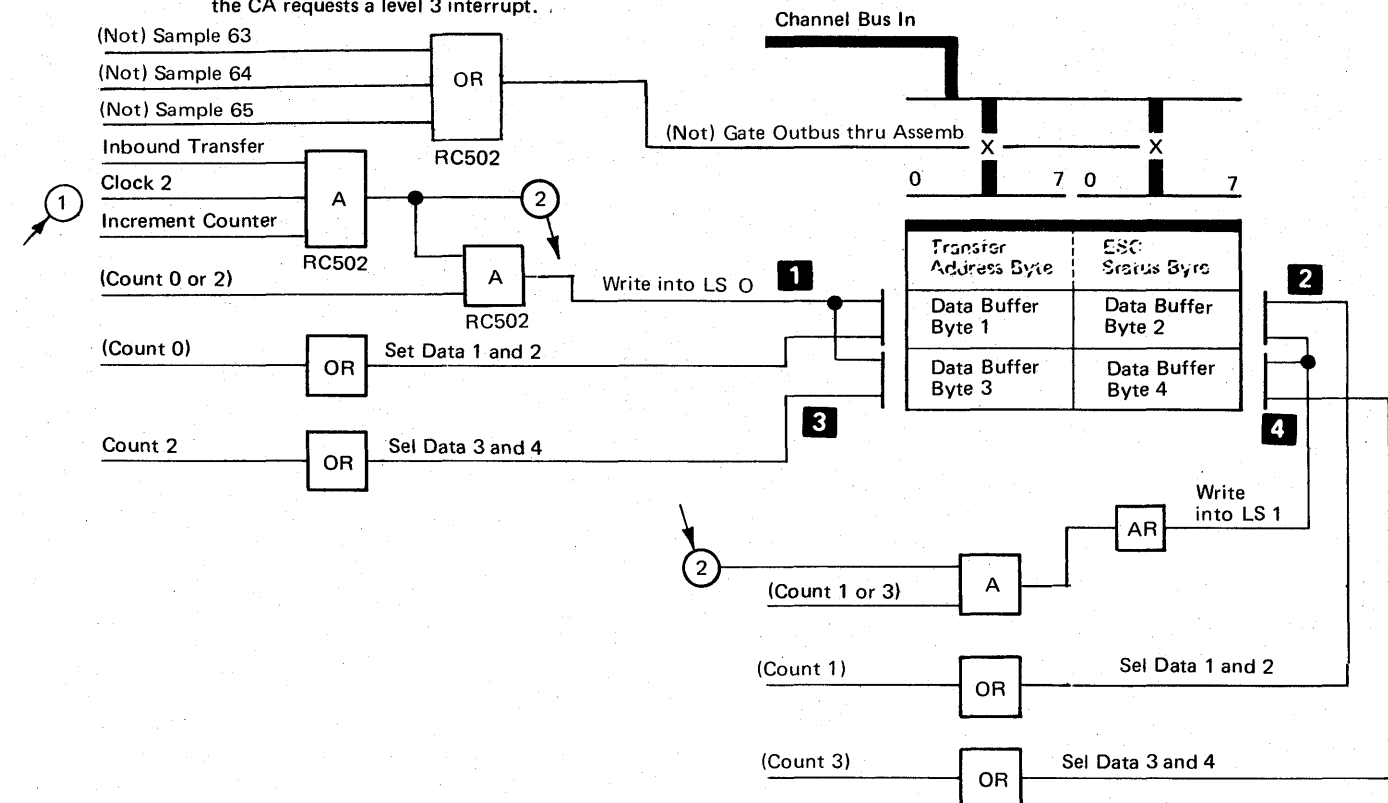 the CA requests a level 3 interrupt.
Channel Bus In
(Not) Sample 63
(Not) Sample 64
(Not) Sample 65
OR
RC502
(Not) Gate Outbus thru Assemb
X
X
0 7 0 7
Inbound Transfer
Clock 2
Increment Counter
1
A
RC502
2
(Count 0 or 2)
A
RC502
Write into LS O
1
Transfer
Address Byte
ESC
Status Byte
Data Buffer
Byte 1
Data Buffer
Byte 2
Data Buffer
Byte 3
Data Buffer
Byte 4
2
(Count 0)
OR
Set Data 1 and 2
3
4
Count 2
OR
Sel Data 3 and 4
Write
into LS 1
AR
2
(Count 1 or 3)
A
(Count 1)
OR
Sel Data 1 and 2
(Count 3)
OR
Sel Data 3 and 4